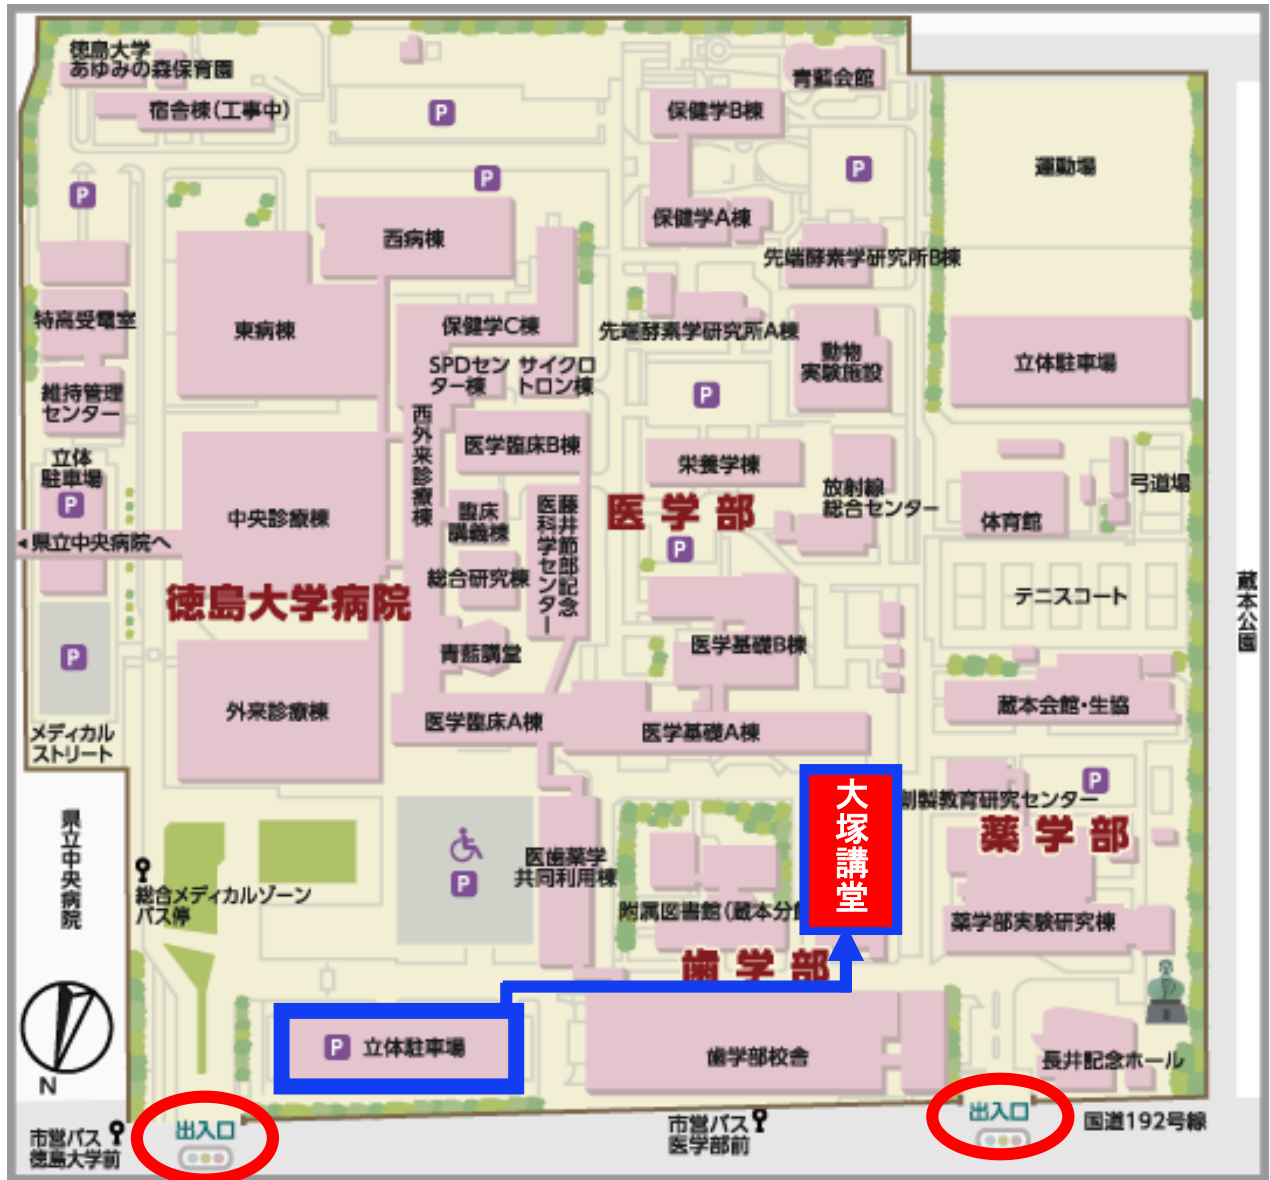 徳島大学
あゆみの森保育園
宿舎棟(工事中)
P
P
P
P
青藍会館
保健学B棟
保健学A棟
運動場
西病棟
先端酵素学研究所B棟
特高受電室
東病棟
保健学C棟
先端酵素学研究所A棟
動物
実験施設
立体駐車場
SPDセン
ター棟
サイクロ
トロン棟
維持管理
センター
P
西外来診療棟
医学臨床B棟
栄養学棟
立体
駐車場
P
放射線
総合センター
弓道場
体育館
中央診療棟
臨床
講義棟
藤井節郎記念
医科学センター
医学部
P
県立中央病院へ
総合研究棟
徳島大学病院
テニスコート
蔵本公園
P
青藍講堂
医学基礎B棟
外来診療棟
医学臨床A棟
医学基礎A棟
蔵本会館・生協
メディカル
ストリート
大塚講堂
P
創製教育研究センター
薬学部
県立中央病院
P
医歯薬学
共同利用棟
総合メディカルゾーン
バス停
附属図書館(蔵本分館
薬学部実験研究棟
歯学部
N
P 立体駐車場
歯学部校舎
長井記念ホール
市営バス
徳島大学前
出入口
市営バス
医学部前
出入口
国道192号線